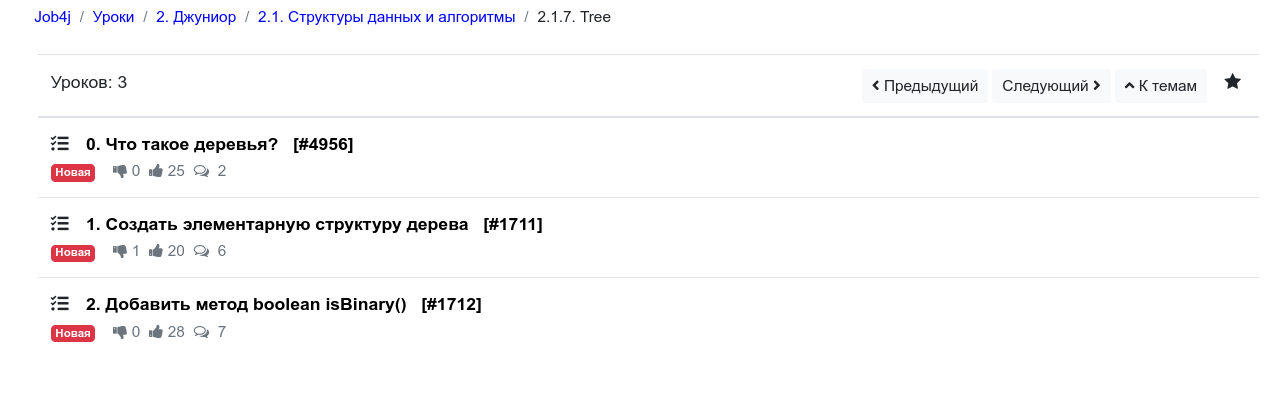 Job4j / Уроки / 2. Джуниор / 2.1. Структуры данных и алгоритмы / 2.1.7. Tree
Уроков: 3 Предыдущий Следующий К темам
0. Что такое деревья? [#4956]
Новая 0 25 2
1. Создать элементарную структуру дерева [#1711]
Новая 1 20 6
2. Добавить метод boolean isBinary() [#1712]
Новая 0 28 7